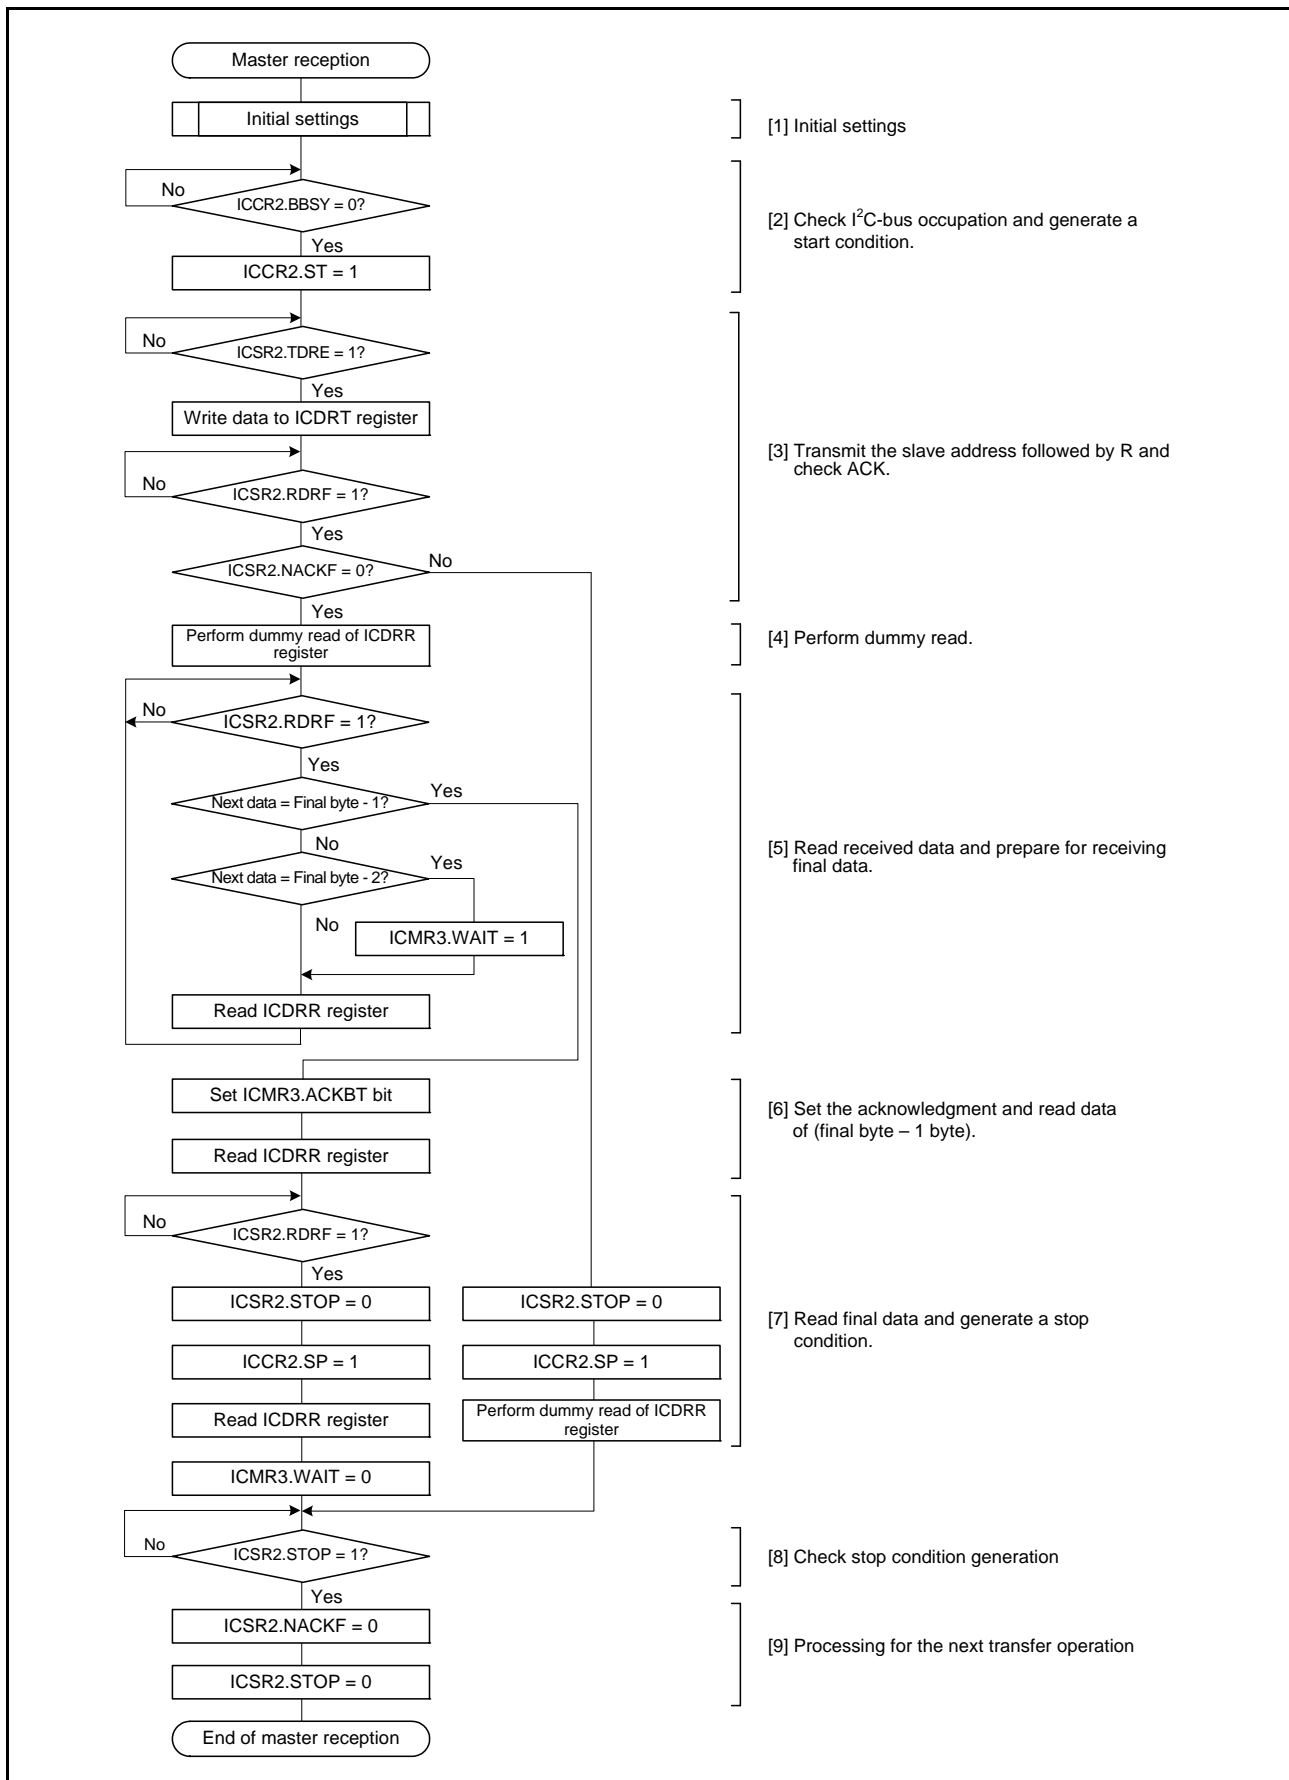 Master reception
Initial settings
[1] Initial settings
No
ICCR2.BBSY = 0?
Yes
ICCR2.ST = 1
[2] Check I²C-bus occupation and generate a
start condition.
No
ICSR2.TDRE = 1?
Yes
Write data to ICDRT register
No
ICSR2.RDRF = 1?
Yes
ICSR2.NACKF = 0?
No
Yes
[3] Transmit the slave address followed by R and
check ACK.
Perform dummy read of ICDRR
register
[4] Perform dummy read.
No
ICSR2.RDRF = 1?
Yes
Next data = Final byte - 1?
Yes
No
Next data = Final byte - 2?
Yes
No
ICMR3.WAIT = 1
Read ICDRR register
[5] Read received data and prepare for receiving
final data.
Set ICMR3.ACKBT bit
Read ICDRR register
[6] Set the acknowledgment and read data
of (final byte – 1 byte).
No
ICSR2.RDRF = 1?
Yes
ICSR2.STOP = 0
ICCR2.SP = 1
Read ICDRR register
ICMR3.WAIT = 0
ICSR2.STOP = 0
ICCR2.SP = 1
Perform dummy read of ICDRR
register
[7] Read final data and generate a stop
condition.
No
ICSR2.STOP = 1?
Yes
[8] Check stop condition generation
ICSR2.NACKF = 0
ICSR2.STOP = 0
[9] Processing for the next transfer operation
End of master reception